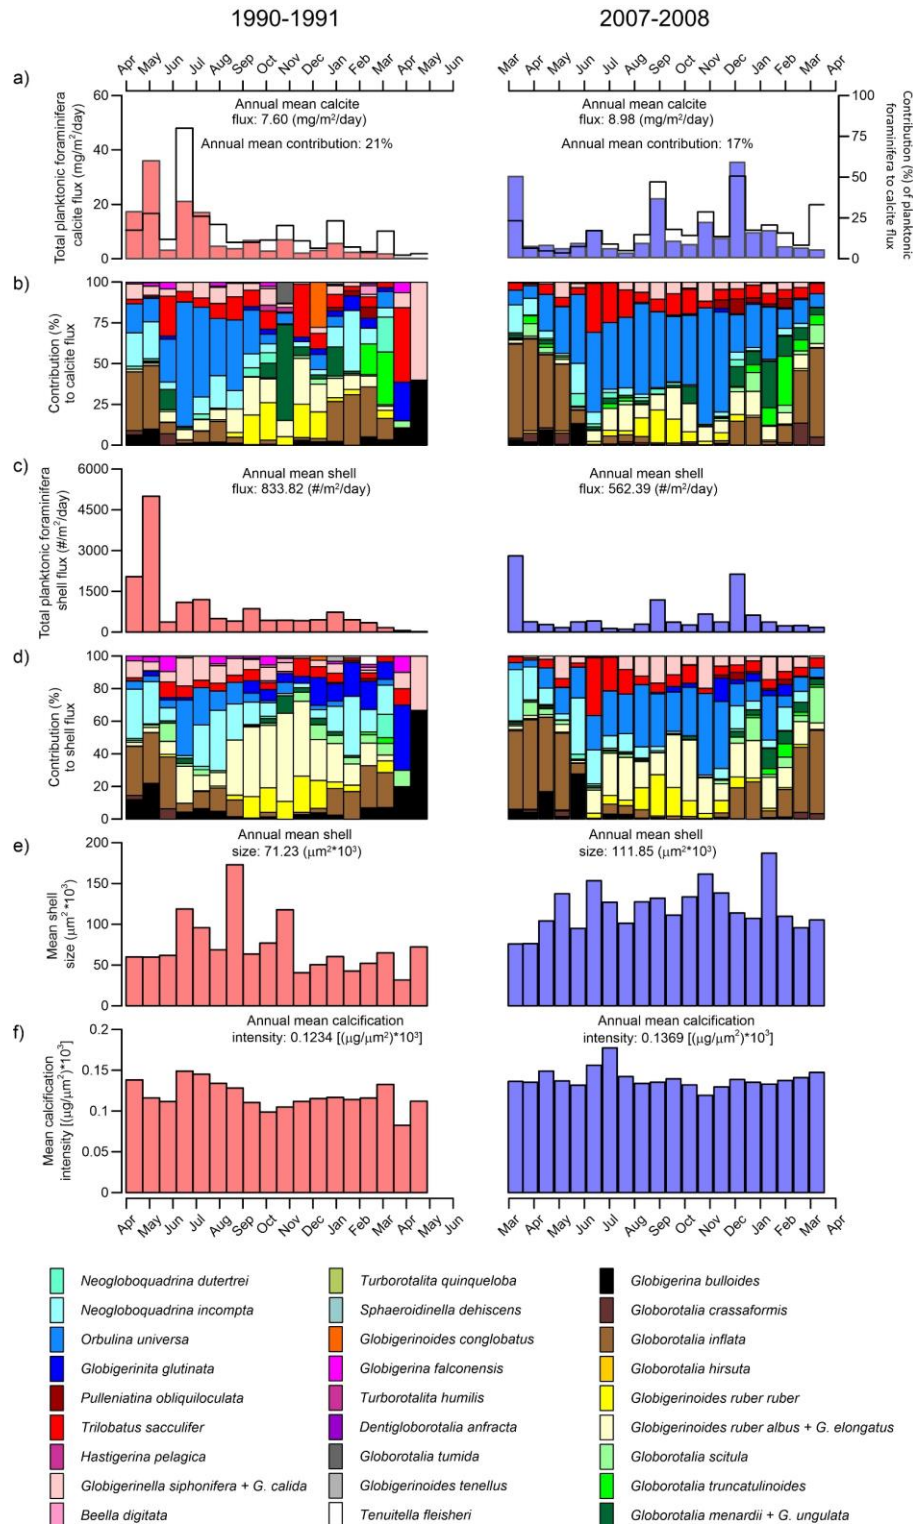 1990-1991
2007-2008
Apr May Jun Jul Aug Sep Oct Nov Dec Jan Feb Mar Apr May Jun
Mar Apr May Jun Jul Aug Sep Oct Nov Dec Jan Feb Mar Apr
a)
Total planktonic foraminifera
calcite flux (mg/m²/day)
60
40
20
0
Annual mean calcite
flux: 7.60 (mg/m²/day)
Annual mean contribution: 21%
Annual mean calcite
flux: 8.98 (mg/m²/day)
Annual mean contribution: 17%
100
75
50
25
0
Contribution (%) of planktonic
foraminifera to calcite flux
b)
Contribution (%)
to calcite flux
100
75
50
25
0
c)
Total planktonic foraminifera
shell flux (#/m²/day)
6000
4500
3000
1500
0
Annual mean shell
flux: 833.82 (#/m²/day)
Annual mean shell
flux: 562.39 (#/m²/day)
d)
Contribution (%)
to shell flux
100
80
60
40
20
0
e)
Mean shell
size (μm² *10³)
200
150
100
50
0
Annual mean shell
size: 71.23 (μm²*10³)
Annual mean shell
size: 111.85 (μm²*10³)
f)
Mean calcification
intensity [(μg/μm²)*10³]
0.2
0.15
0.1
0.05
0
Annual mean calcification
intensity: 0.1234 [(μg/μm²)*10³]
Annual mean calcification
intensity: 0.1369 [(μg/μm²)*10³]
Apr May Jun Jul Aug Sep Oct Nov Dec Jan Feb Mar Apr May Jun
Mar Apr May Jun Jul Aug Sep Oct Nov Dec Jan Feb Mar Apr
Neogloboquadrina dutertrei
Neogloboquadrina incompta
Orbulina universa
Globigerinita glutinata
Pulleniatina obliquiloculata
Trilobatus sacculifer
Hastigerina pelagica
Globigerinella siphonifera + G. calida
Beella digitata
Turborotalita quinqueloba
Sphaeroidinella dehiscens
Globigerinoides conglobatus
Globigerina falconensis
Turborotalita humilis
Dentigloborotalia anfracta
Globorotalia tumida
Globigerinoides tenellus
Tenuitella fleisheri
Globigerina bulloides
Globorotalia crassaformis
Globorotalia inflata
Globorotalia hirsuta
Globigerinoides ruber ruber
Globigerinoides ruber albus + G. elongatus
Globorotalia scitula
Globorotalia truncatulinoides
Globorotalia menardii + G. ungulata